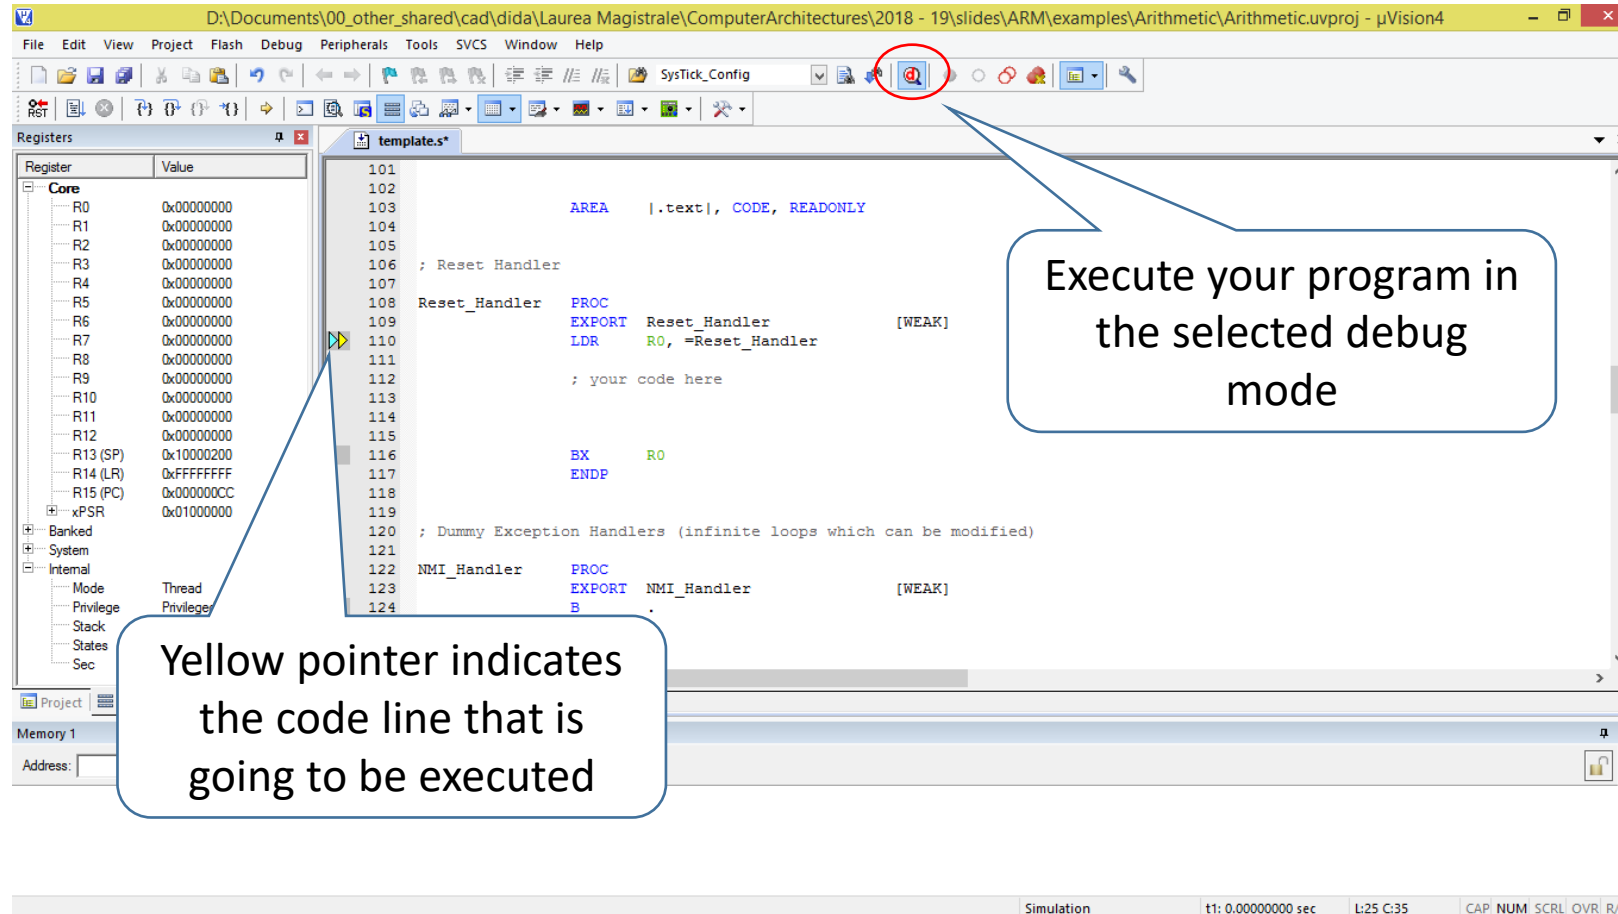 D:\Documents\00_other_shared\cad\dida\Laurea Magistrale\ComputerArchitectures\2018 - 19\slides\ARM\examples\Arithmetic\Arithmetic.uvproj - µVision4
File Edit View Project Flash Debug Peripherals Tools SVCS Window Help
SysTick_Config
RST
Registers
template.s*
Register Value
Core
R0 0x00000000
R1 0x00000000
R2 0x00000000
R3 0x00000000
R4 0x00000000
R5 0x00000000
R6 0x00000000
R7 0x00000000
R8 0x00000000
R9 0x00000000
R10 0x00000000
R11 0x00000000
R12 0x00000000
R13 (SP) 0x10000200
R14 (LR) 0xFFFFFFFF
R15 (PC) 0x000000CC
xPSR 0x01000000
Banked
System
Internal
Mode Thread
Privilege Privileged
Stack
States
Sec
101
102
103 AREA |.text|, CODE, READONLY
104
105
106 ; Reset Handler
107
108 Reset_Handler PROC
109 EXPORT Reset_Handler [WEAK]
110 LDR R0, =Reset_Handler
111
112 ; your code here
113
114
115
116 BX R0
117 ENDP
118
119
120 ; Dummy Exception Handlers (infinite loops which can be modified)
121
122 NMI_Handler PROC
123 EXPORT NMI_Handler [WEAK]
124 B .
Execute your program in
the selected debug
mode
Yellow pointer indicates
the code line that is
going to be executed
Project
Memory 1
Address:
Simulation t1: 0.00000000 sec L:25 C:35 CAP NUM SCRL OVR R/